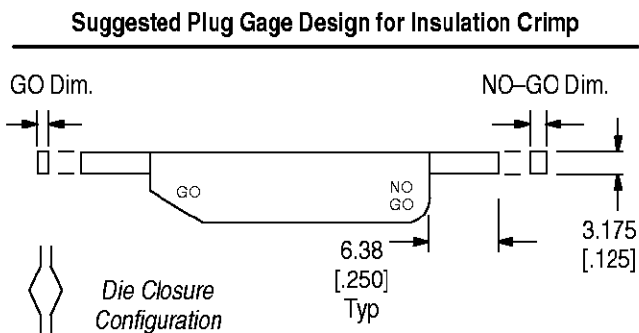 Suggested Plug Gage Design for Insulation Crimp
GO Dim.
NO–GO Dim.
GO
NO
GO
6.38
[.250]
Typ
3.175
[.125]
Die Closure
Configuration